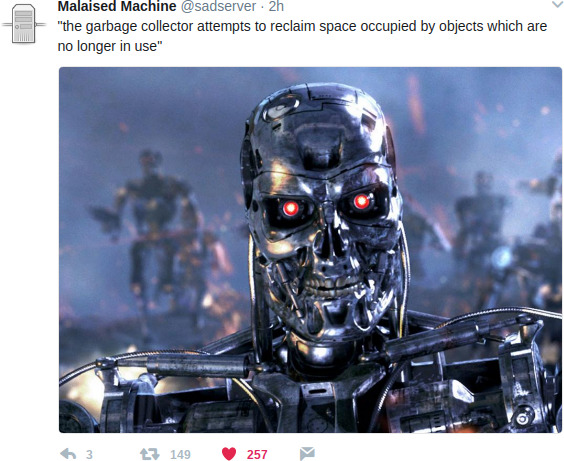 Malaised Machine @sadserver · 2h
"the garbage collector attempts to reclaim space occupied by objects which are
no longer in use"
3 149 257